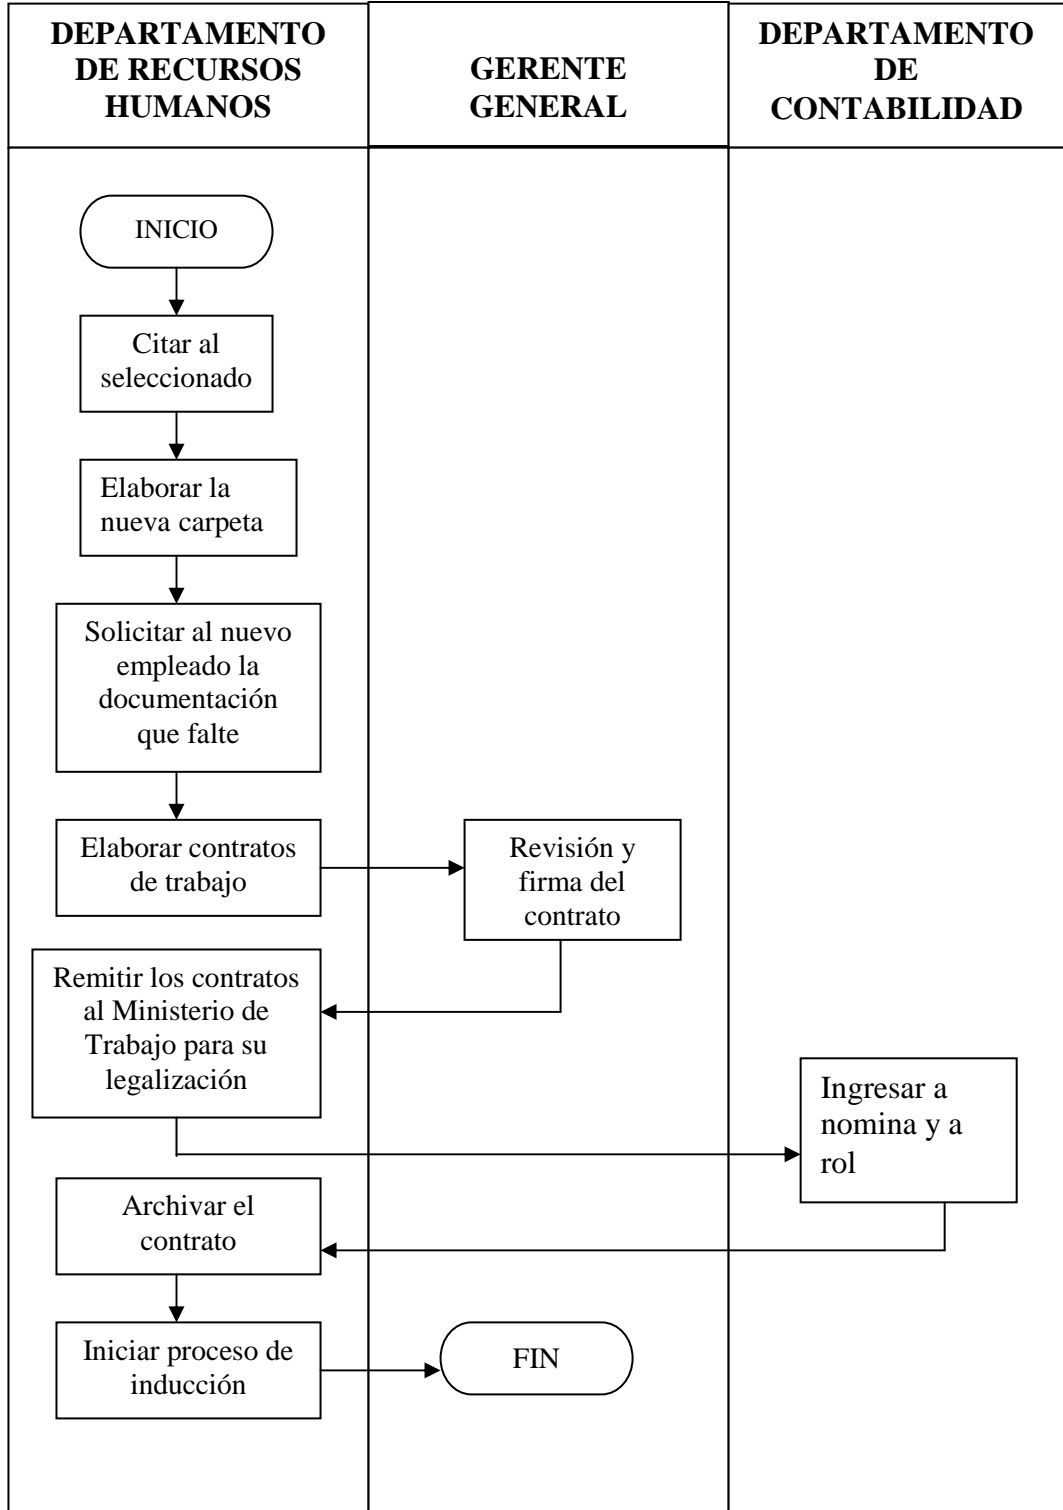 DEPARTAMENTO
DE RECURSOS
HUMANOS
GERENTE
GENERAL
DEPARTAMENTO
DE
CONTABILIDAD
INICIO
Citar al
seleccionado
Elaborar la
nueva carpeta
Solicitar al nuevo
empleado la
documentación
que falte
Elaborar contratos
de trabajo
Revisión y
firma del
contrato
Remitir los contratos
al Ministerio de
Trabajo para su
legalización
Ingresar a
nomina y a
rol
Archivar el
contrato
Iniciar proceso de
inducción
FIN